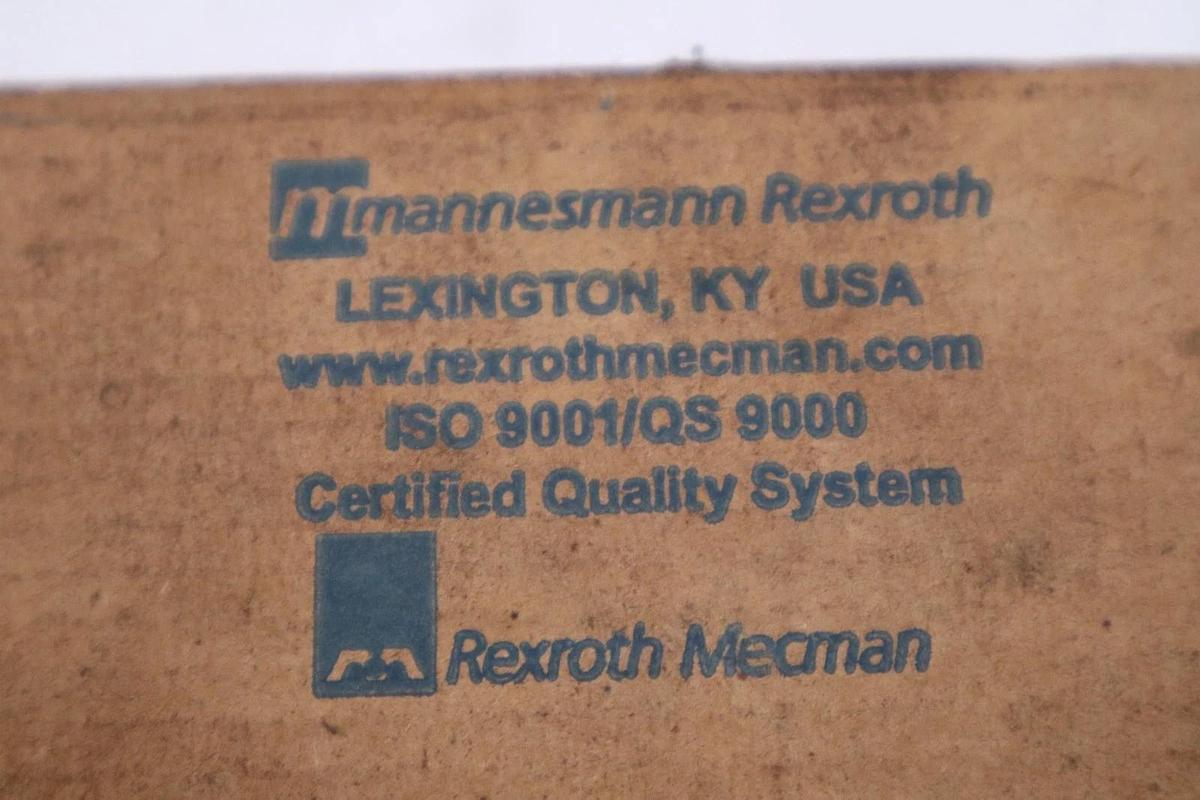 m mannesmann Rexroth
LEXINGTON, KY USA
www.rexrothmecman.com
ISO 9001/QS 9000
Certified Quality System
Rexroth Mecman